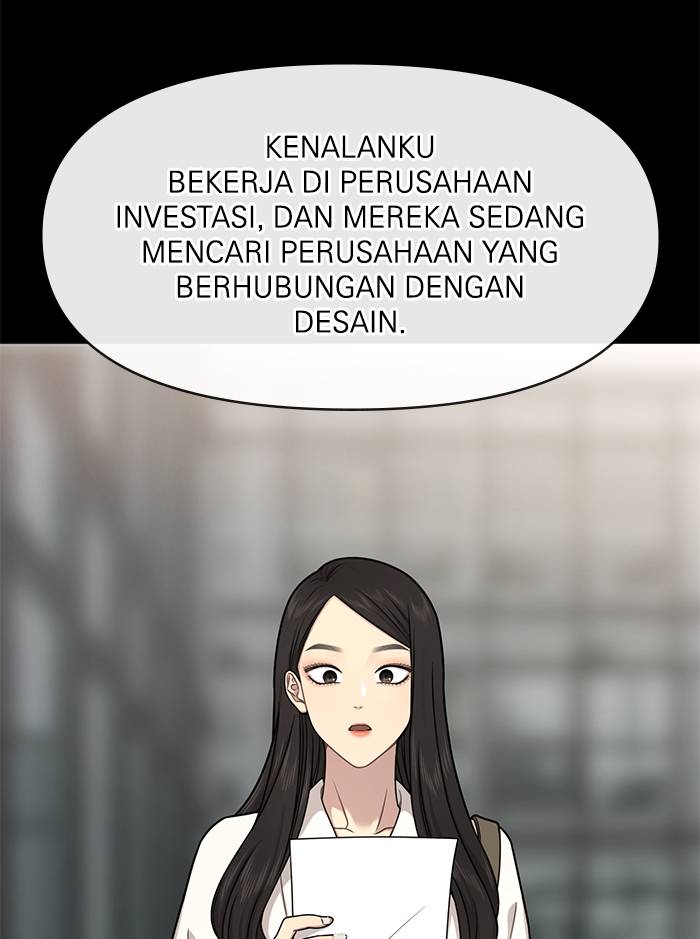 KENALANKU
BEKERJA DI PERUSAHAAN
INVESTASI, DAN MEREKA SEDANG
MENCARI PERUSAHAAN YANG
BERHUBUNGAN DENGAN
DESAIN.